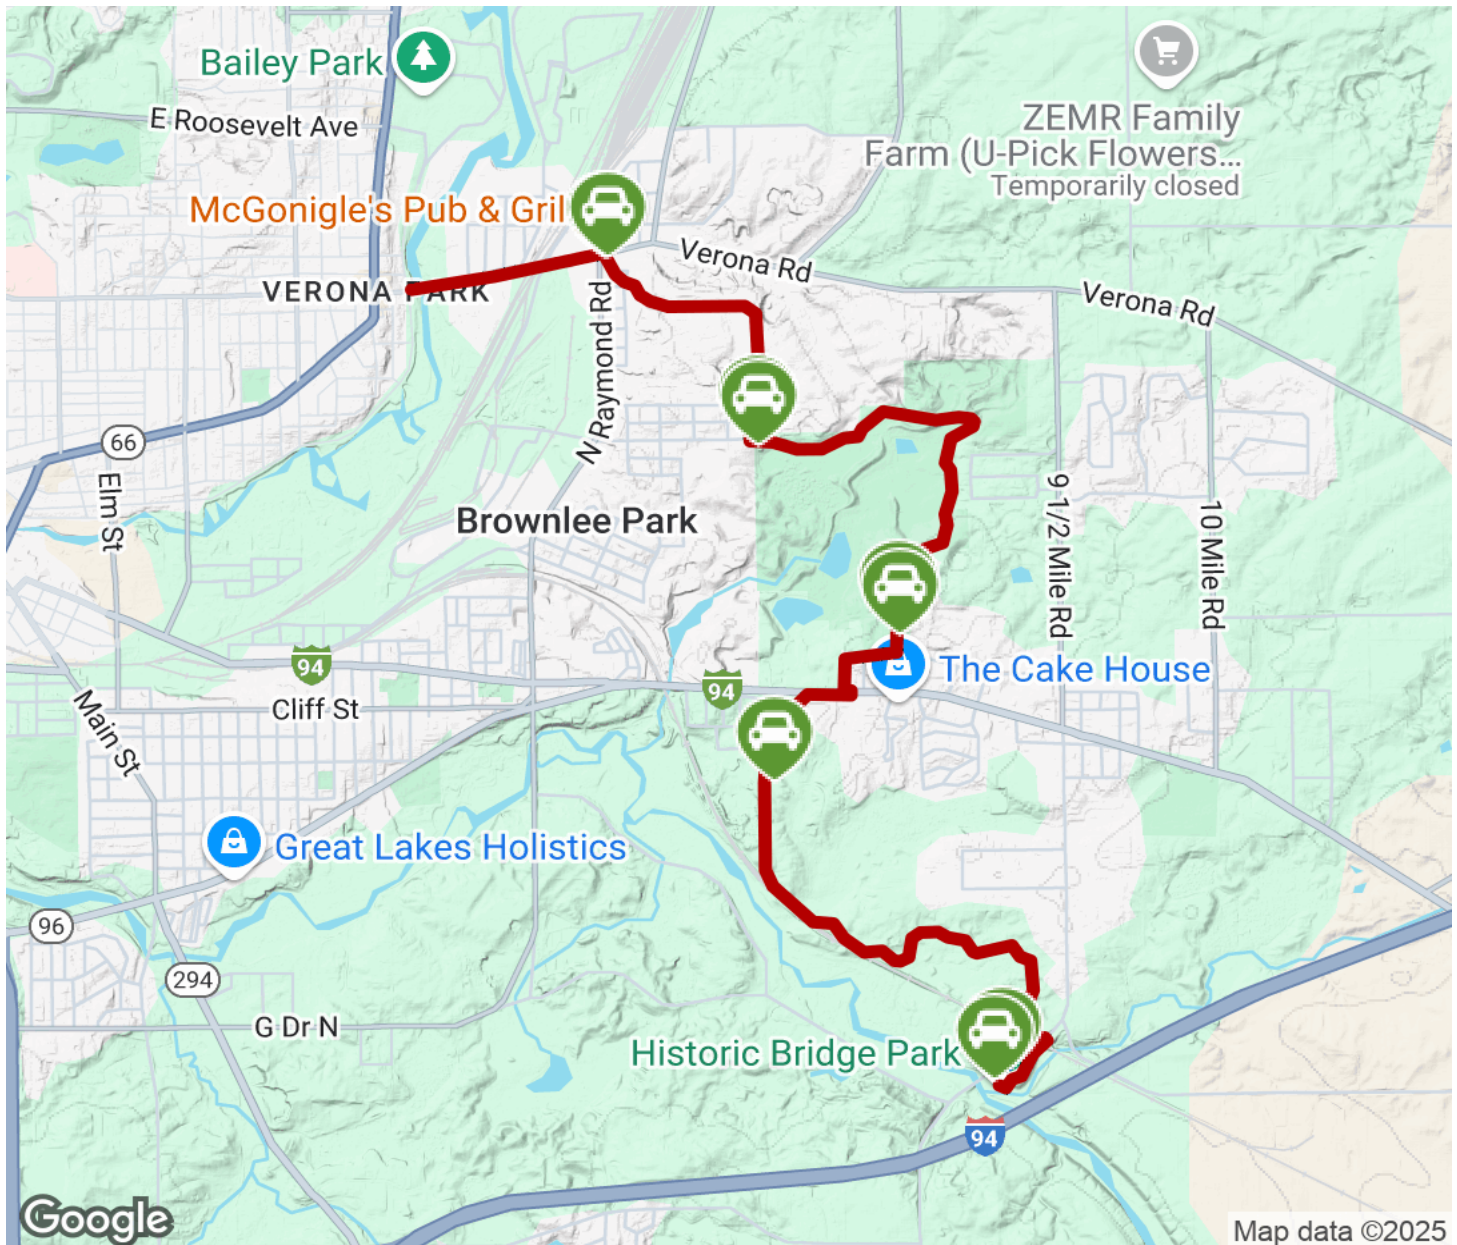 Bailey Park
E Roosevelt Ave
ZEMR Family
Farm (U-Pick Flowers...
Temporarily closed
McGonigle's Pub & Gril
Verona Rd
VERONA PARK
Verona Rd
N Raymond Rd
66
Elm St
Brownlee Park
9 1/2 Mile Rd
10 Mile Rd
94
The Cake House
94
Cliff St
Main St
Great Lakes Holistics
96
294
G Dr N
Historic Bridge Park
94
Google
Map data ©2025